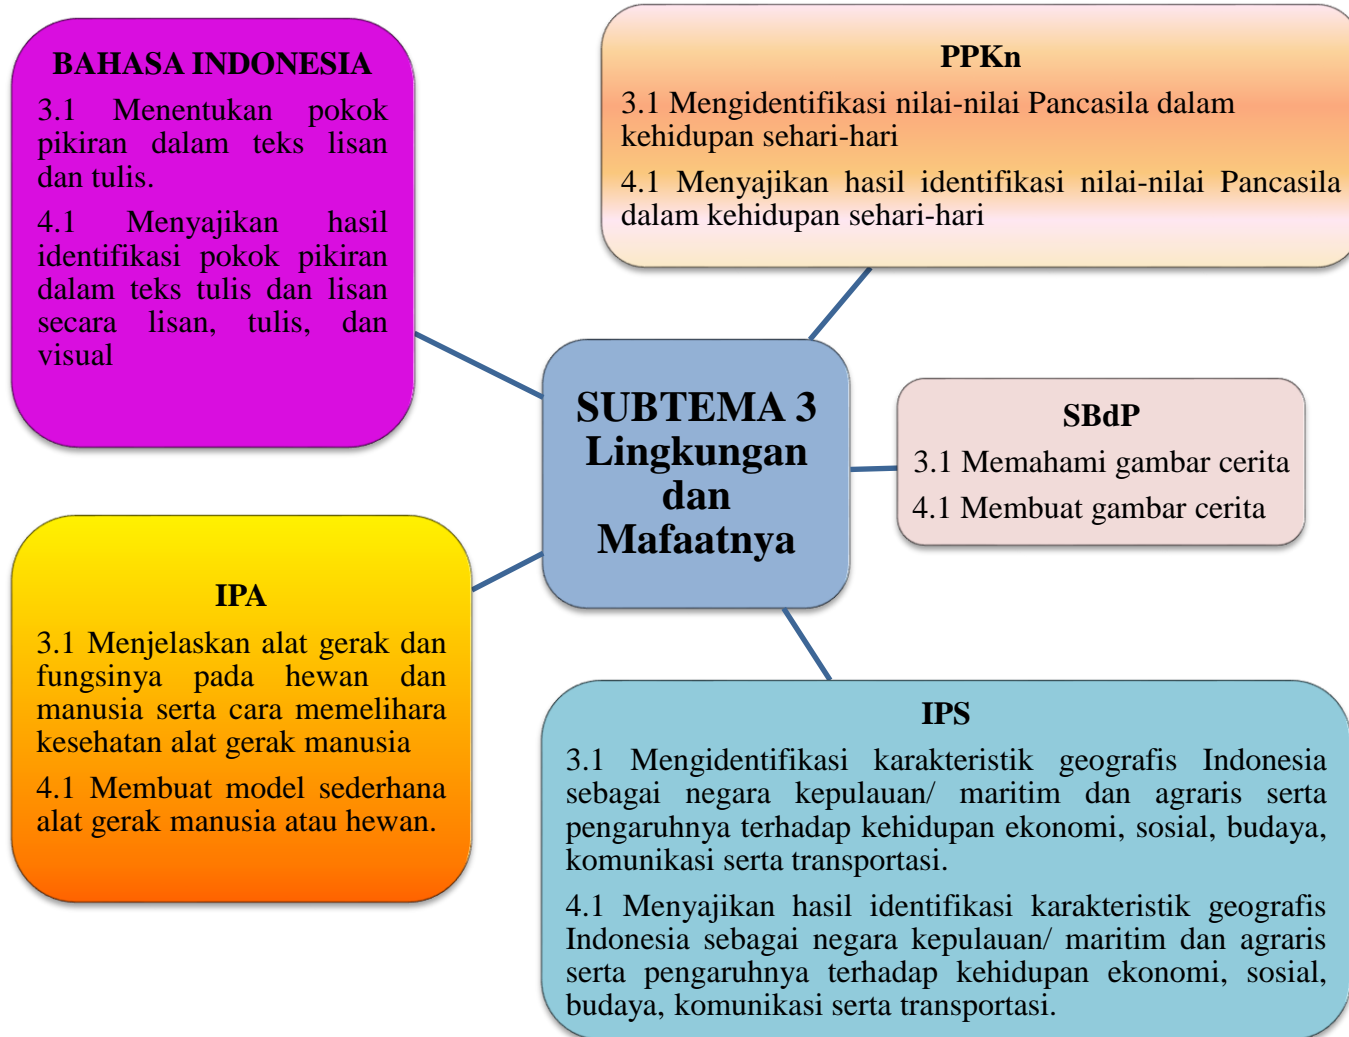 BAHASA INDONESIA
3.1 Menentukan pokok
pikiran dalam teks lisan
dan tulis.
4.1 Menyajikan hasil
identifikasi pokok pikiran
dalam teks tulis dan lisan
secara lisan, tulis, dan
visual
PPKn
3.1 Mengidentifikasi nilai-nilai Pancasila dalam
kehidupan sehari-hari
4.1 Menyajikan hasil identifikasi nilai-nilai Pancasila
dalam kehidupan sehari-hari
SUBTEMA 3
Lingkungan
dan
Mafaatnya
SBdP
3.1 Memahami gambar cerita
4.1 Membuat gambar cerita
IPA
3.1 Menjelaskan alat gerak dan
fungsinya pada hewan dan
manusia serta cara memelihara
kesehatan alat gerak manusia
4.1 Membuat model sederhana
alat gerak manusia atau hewan.
IPS
3.1 Mengidentifikasi karakteristik geografis Indonesia
sebagai negara kepulauan/ maritim dan agraris serta
pengaruhnya terhadap kehidupan ekonomi, sosial, budaya,
komunikasi serta transportasi.
4.1 Menyajikan hasil identifikasi karakteristik geografis
Indonesia sebagai negara kepulauan/ maritim dan agraris
serta pengaruhnya terhadap kehidupan ekonomi, sosial,
budaya, komunikasi serta transportasi.